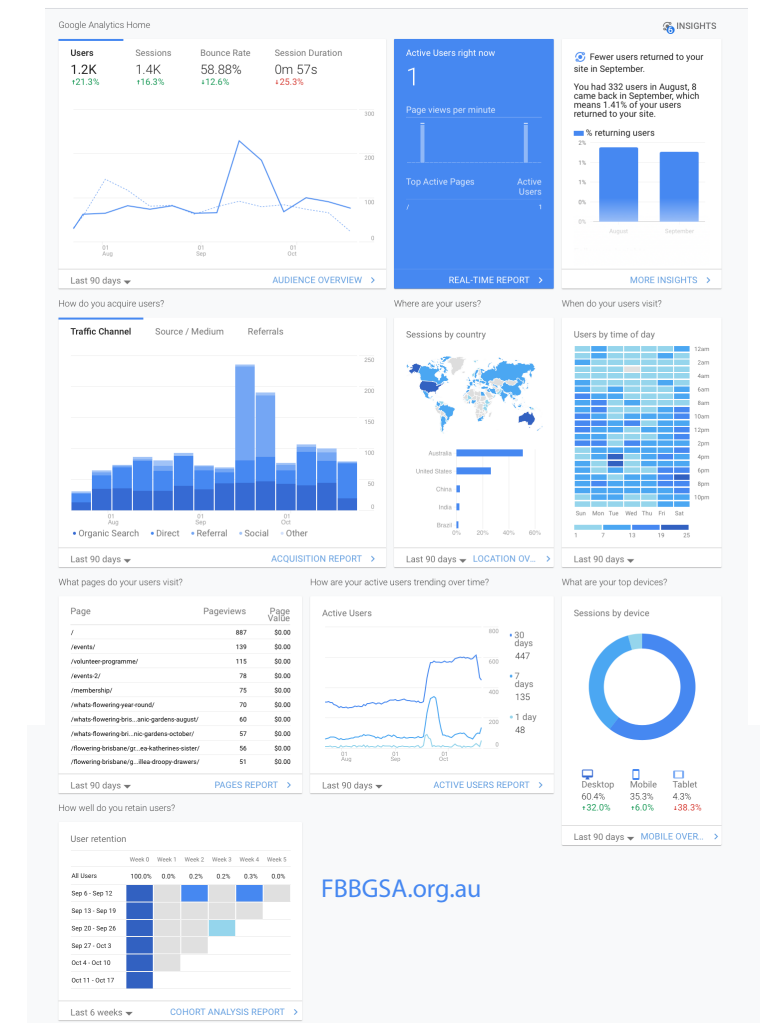 Google Analytics Home
INSIGHTS
6
Users Sessions Bounce Rate Session Duration
1.2K 1.4K 58.88% 0m 57s
↑21.3% ↑16.3% ↓12.6% ↓25.3%
300
200
100
0
01 Aug
01 Sep
01 Oct
Last 90 days AUDIENCE OVERVIEW >
Active Users right now
1
Page views per minute
Top Active Pages Active
Users
/ 1
REAL-TIME REPORT >
Fewer users returned to your
site in September.
You had 332 users in August, 8
came back in September, which
means 1.41% of your users
returned to your site.
% returning users
2%
1%
1%
0%
0%
August September
MORE INSIGHTS >
How do you acquire users?
Traffic Channel Source / Medium Referrals
250
200
150
100
50
0
01 Aug
01 Sep
01 Oct
Organic Search Direct Referral Social Other
Last 90 days ACQUISITION REPORT >
Where are your users?
Sessions by country
Australia
United States
China
India
Brazil
0% 20% 40% 60%
Last 90 days LOCATION OV... >
When do your users visit?
Users by time of day
12am
2am
4am
6am
8am
10am
12pm
2pm
4pm
6pm
8pm
10pm
Sun Mon Tue Wed Thu Fri Sat
1 7 13 19 25
Last 90 days
What pages do your users visit?
Page Pageviews Page
Value
/ 887 $0.00
/events/ 139 $0.00
/volunteer-programme/ 115 $0.00
/events-2/ 78 $0.00
/membership/ 75 $0.00
/whats-flowering-year-round/ 70 $0.00
/whats-flowering-bris...anic-gardens-august/ 60 $0.00
/whats-flowering-bri...nic-gardens-october/ 57 $0.00
/flowering-brisbane/gr...ea-katherines-sister/ 56 $0.00
/flowering-brisbane/g...illea-droopy-drawers/ 51 $0.00
Last 90 days PAGES REPORT >
How are your active users trending over time?
Active Users
800
600
400
200
0
01 Aug
01 Sep
01 Oct
30
days
447
7
days
135
1 day
48
Last 90 days ACTIVE USERS REPORT >
What are your top devices?
Sessions by device
Desktop Mobile Tablet
60.4% 35.3% 4.3%
↑32.0% ↑6.0% ↓38.3%
Last 90 days MOBILE OVER... >
How well do you retain users?
User retention
Week 0 Week 1 Week 2 Week 3 Week 4 Week 5
All Users 100.0% 0.0% 0.2% 0.2% 0.3% 0.0%
Sep 6 - Sep 12
Sep 13 - Sep 19
Sep 20 - Sep 26
Sep 27 - Oct 3
Oct 4 - Oct 10
Oct 11 - Oct 17
Last 6 weeks COHORT ANALYSIS REPORT >
FBBGSA.org.au